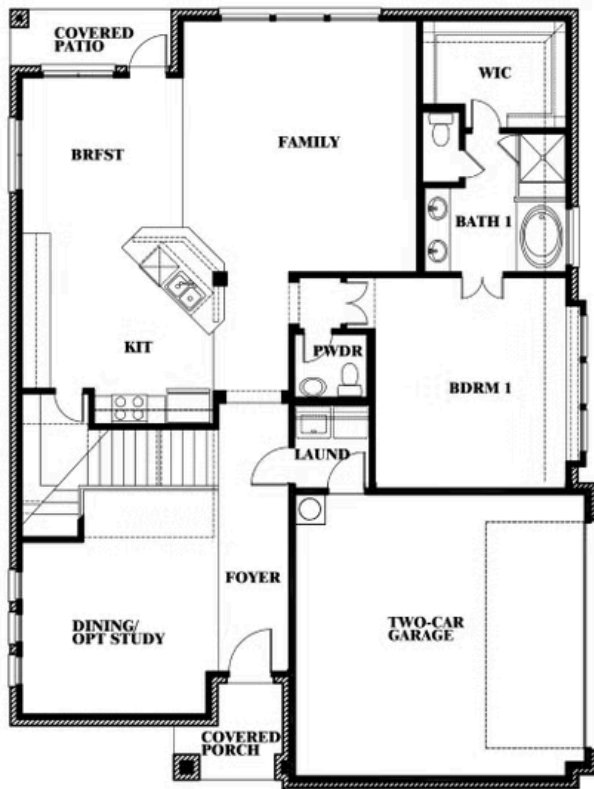 COVERED
PATIO
WIC
FAMILY
BRFST
BATH 1
KIT
PWDR
BDRM 1
LAUND
FOYER
DINING/
OPT STUDY
TWO-CAR
GARAGE
COVERED
PORCH